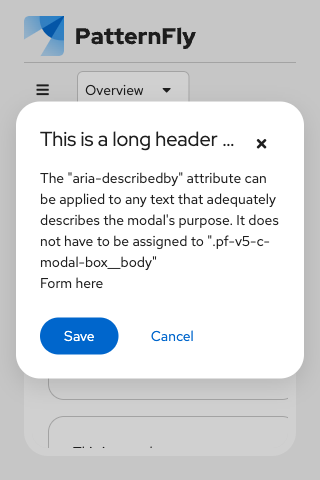 PatternFly
Overview
This is a long header ...
The "aria-describedby" attribute can
be applied to any text that adequately
describes the modal's purpose. It does
not have to be assigned to ".pf-v5-c-
modal-box__body"
Form here
Save
Cancel